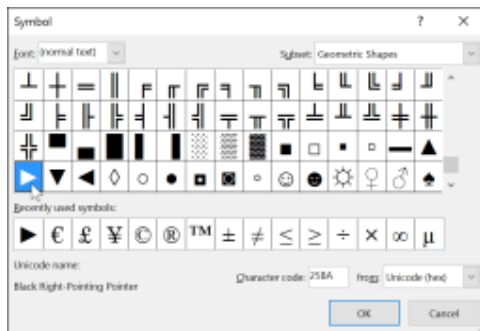 Symbol ? ×
Font: (normal text) Subset: Geometric Shapes
┴ ┼ ═ ║ ╒ ╓ ╔ ╕ ╖ ╗ ╘ ╙ ╚ ╛ ╜
╝ ╞ ╟ ╠ ╡ ╢ ╣ ╤ ╥ ╦ ╧ ╨ ╩ ╪ ╫
╬ ▀ ▄ █ ▌ ▐ ░ ▒ ▓ ■ □ ▪ ▫ ▬ ▲
► ▼ ◄ ◊ ○ ● ◘ ◙ ◦ ☺ ☻ ☼ ♀ ♂ ♠
Recently used symbols:
► € £ ¥ © ® ™ ± ≠ ≤ ≥ ÷ × ∞ µ
Unicode name:
Black Right-Pointing Pointer
Character code: 25BA from: Unicode (hex)
OK Cancel